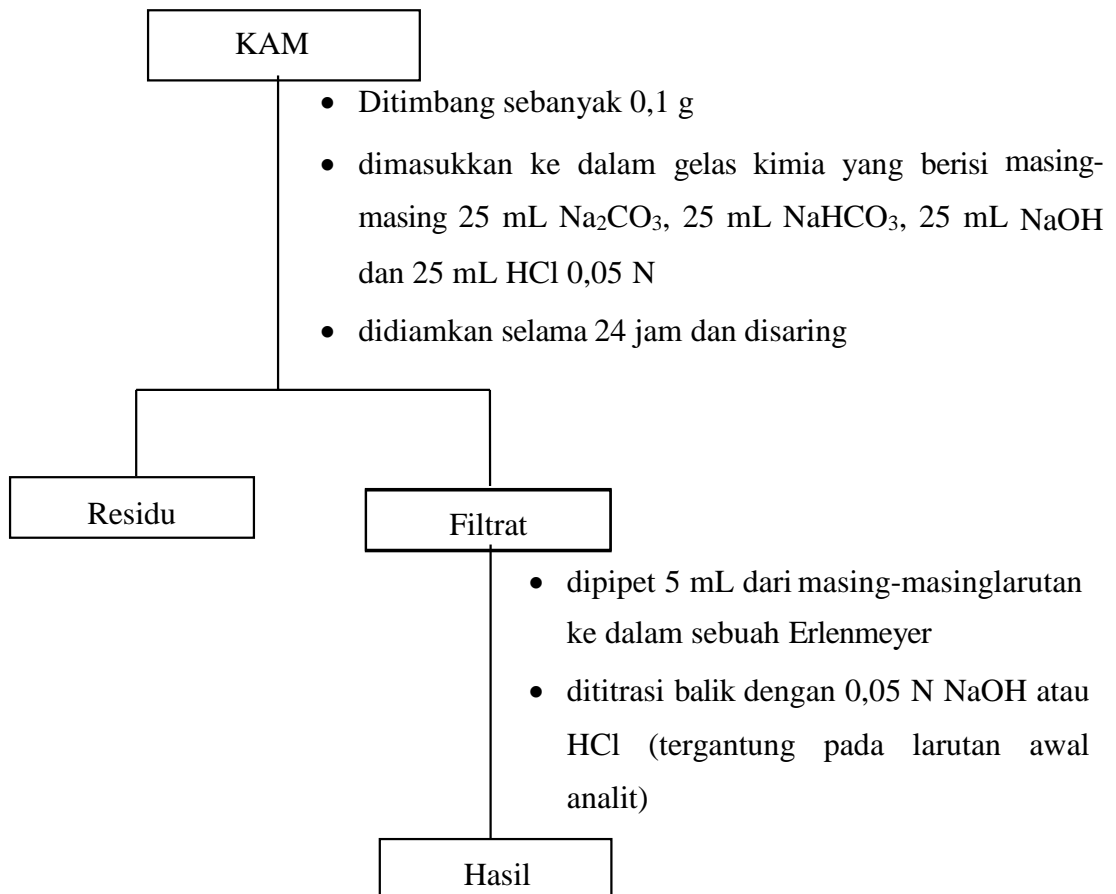 KAM
• Ditimbang sebanyak 0,1 g
• dimasukkan ke dalam gelas kimia yang berisi masing-
masing 25 mL Na₂CO₃, 25 mL NaHCO₃, 25 mL NaOH
dan 25 mL HCl 0,05 N
• didiamkan selama 24 jam dan disaring
Residu
Filtrat
• dipipet 5 mL dari masing-masinglarutan
ke dalam sebuah Erlenmeyer
• dititrasi balik dengan 0,05 N NaOH atau
HCl (tergantung pada larutan awal
analit)
Hasil